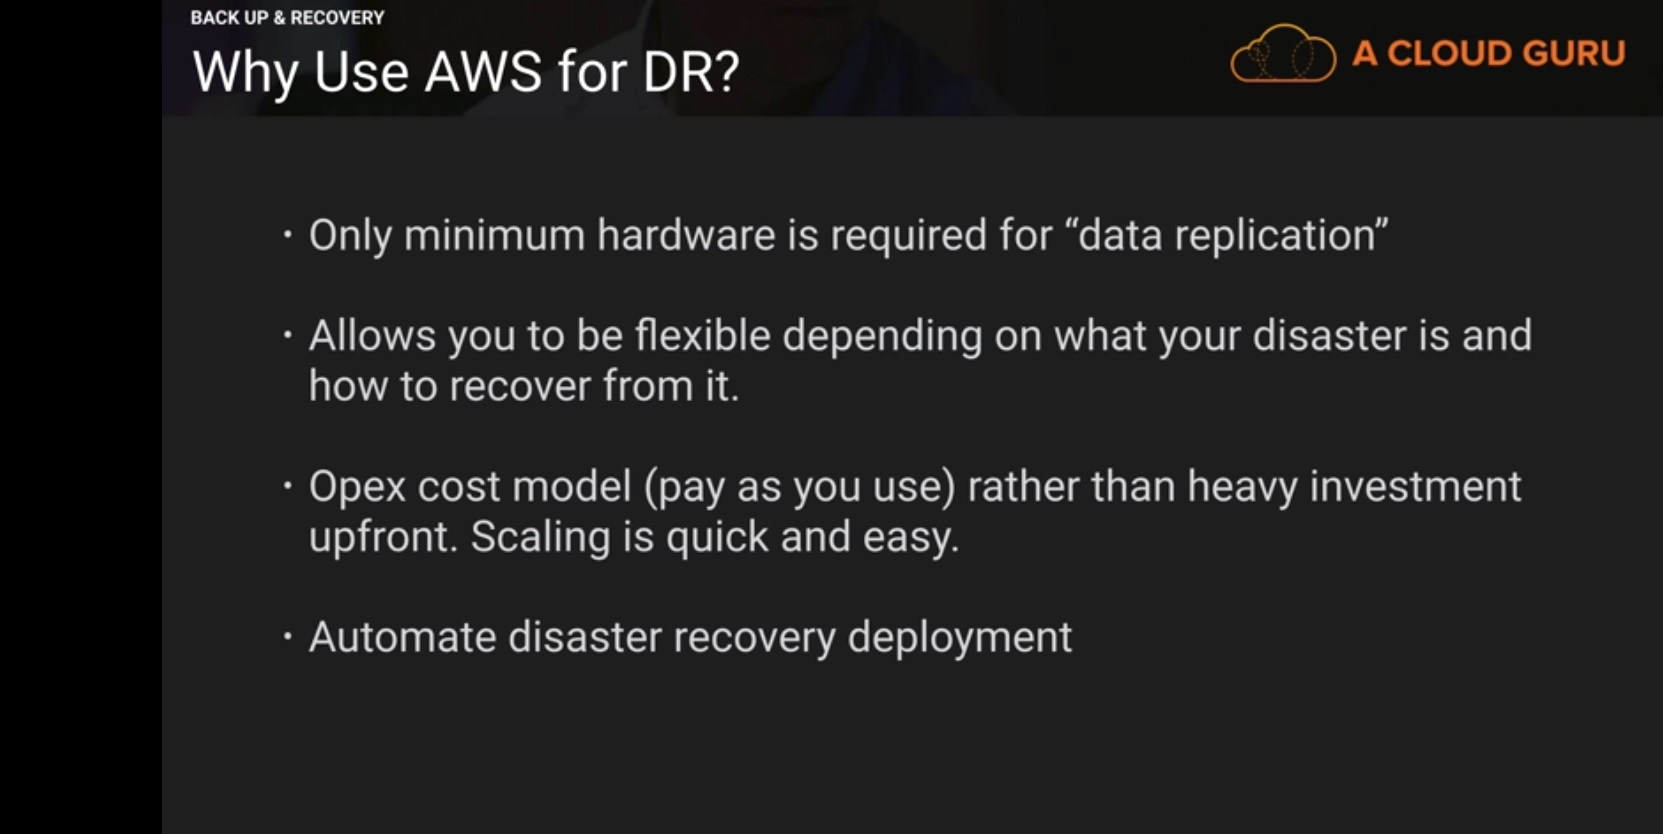 BACK UP & RECOVERY
Why Use AWS for DR?
A CLOUD GURU
• Only minimum hardware is required for “data replication”
• Allows you to be flexible depending on what your disaster is and
how to recover from it.
• Opex cost model (pay as you use) rather than heavy investment
upfront. Scaling is quick and easy.
• Automate disaster recovery deployment